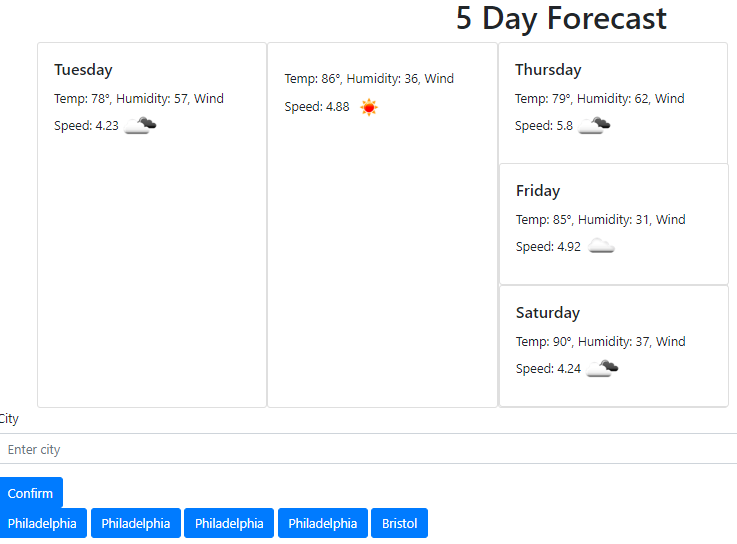 5 Day Forecast
Tuesday
Temp: 78°, Humidity: 57, Wind
Speed: 4.23
Temp: 86°, Humidity: 36, Wind
Speed: 4.88
Thursday
Temp: 79°, Humidity: 62, Wind
Speed: 5.8
Friday
Temp: 85°, Humidity: 31, Wind
Speed: 4.92
Saturday
Temp: 90°, Humidity: 37, Wind
Speed: 4.24
City
Enter city
Confirm
Philadelphia Philadelphia Philadelphia Philadelphia Bristol